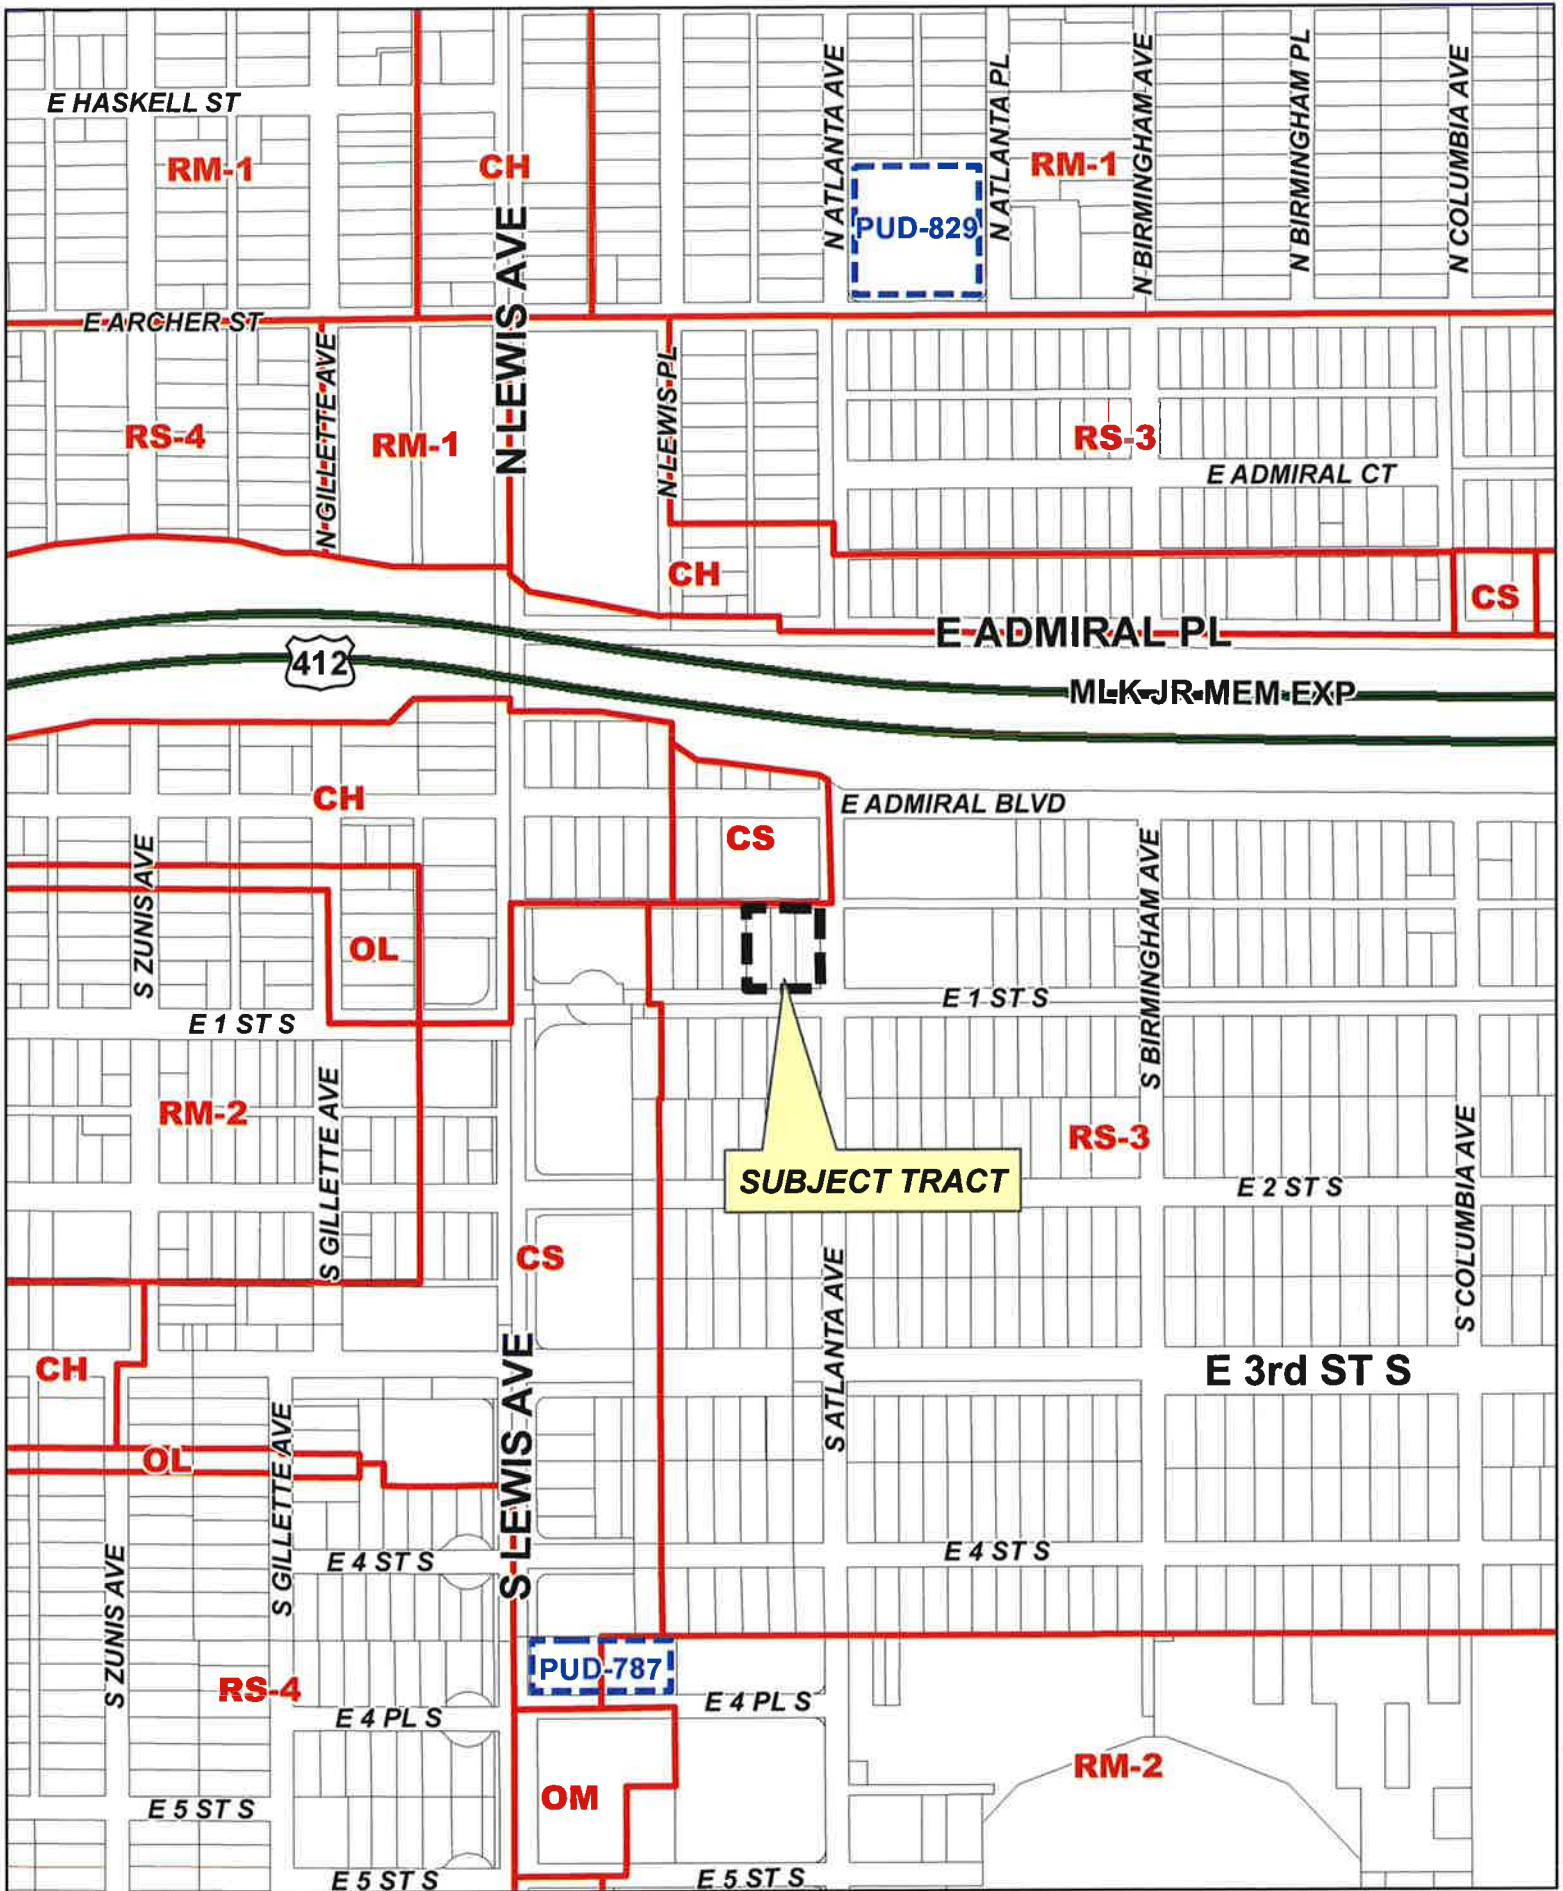 E HASKELL ST
RM-1
CH
N ATLANTA AVE
PUD-829
N ATLANTA PL
RM-1
N BIRMINGHAM AVE
N BIRMINGHAM PL
N COLUMBIA AVE
E ARCHER ST
N GILLETTE AVE
N LEWIS AVE
N LEWIS PL
RS-4
RM-1
RS-3
E ADMIRAL CT
CH
CS
E ADMIRAL PL
412
MLK JR MEM EXP
CH
CS
E ADMIRAL BLVD
S ZUNIS AVE
OL
S BIRMINGHAM AVE
E 1 ST S
E 1 ST S
RM-2
S GILLETTE AVE
RS-3
SUBJECT TRACT
E 2 ST S
S COLUMBIA AVE
CS
S ATLANTA AVE
CH
S LEWIS AVE
E 3rd ST S
OL
S GILLETTE AVE
E 4 ST S
E 4 ST S
S ZUNIS AVE
RS-4
PUD-787
E 4 PL S
E 4 PL S
OM
RM-2
E 5 ST S
E 5 ST S
E 5 ST S